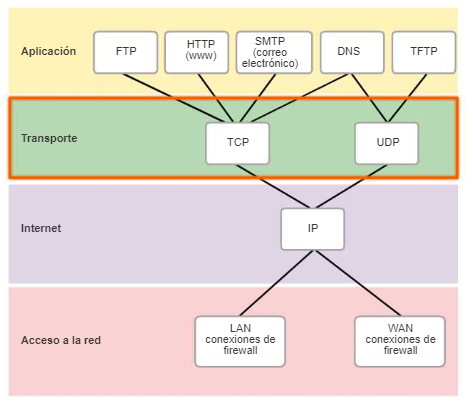 Aplicación
FTP
HTTP
(www)
SMTP
(correo
electrónico)
DNS
TFTP
Transporte
TCP
UDP
Internet
IP
Acceso a la red
LAN
conexiones de
firewall
WAN
conexiones de
firewall